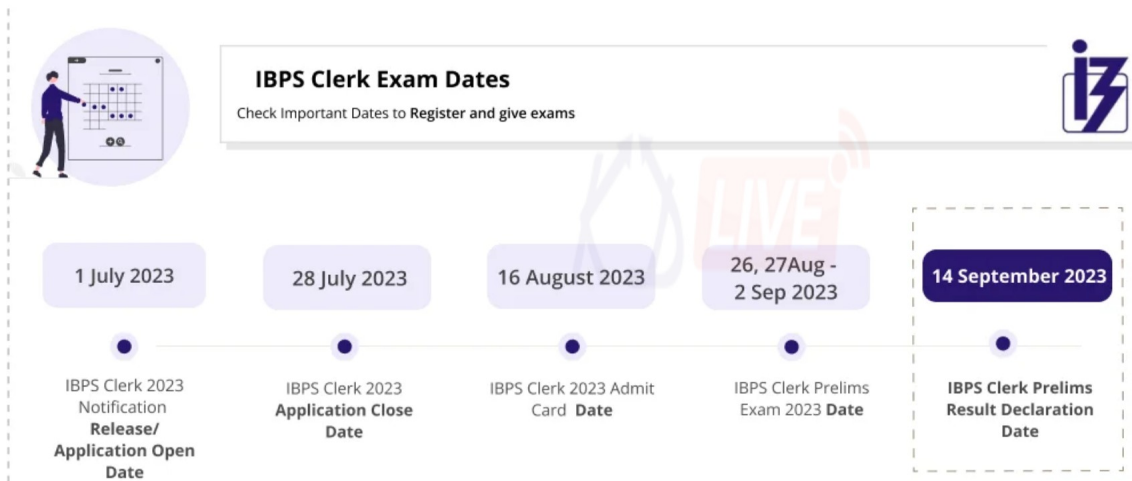 IBPS Clerk Exam Dates
Check Important Dates to Register and give exams
LIVE
1 July 2023
28 July 2023
16 August 2023
26, 27Aug -
2 Sep 2023
14 September 2023
IBPS Clerk 2023
Notification
Release/
Application Open
Date
IBPS Clerk 2023
Application Close
Date
IBPS Clerk 2023 Admit
Card Date
IBPS Clerk Prelims
Exam 2023 Date
IBPS Clerk Prelims
Result Declaration
Date